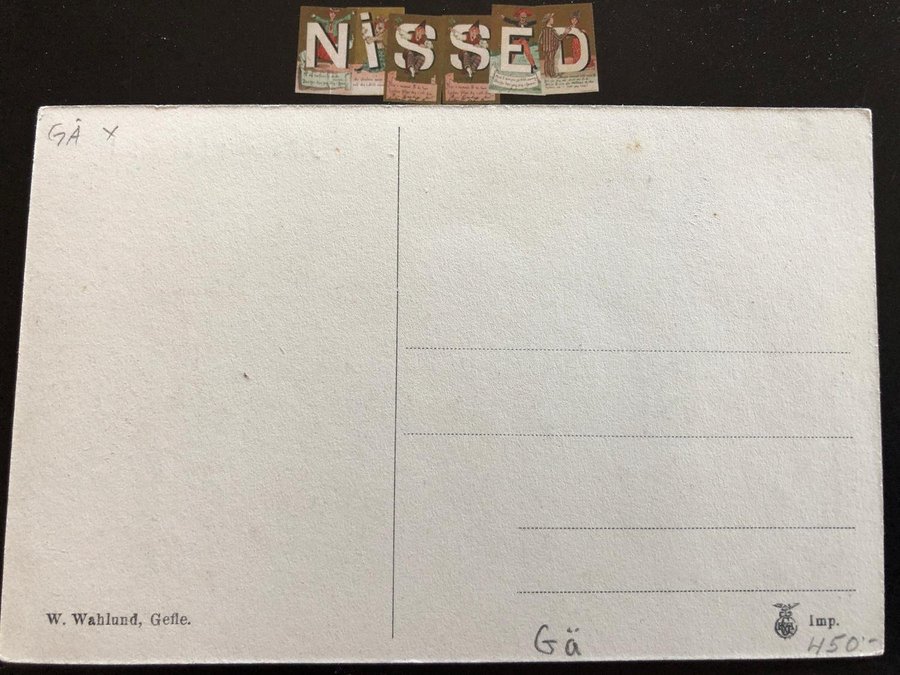 NiSSED
GÄ X
W. Wahlund, Gefle.
Imp.
Gä
450:-